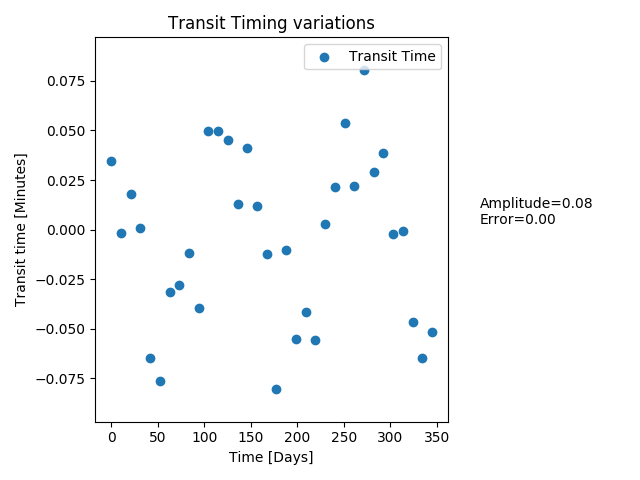 Transit Timing variations
Transit Time
0.075
0.050
0.025
0.000
−0.025
−0.050
−0.075
Transit time [Minutes]
Amplitude=0.08
Error=0.00
0 50 100 150 200 250 300 350
Time [Days]